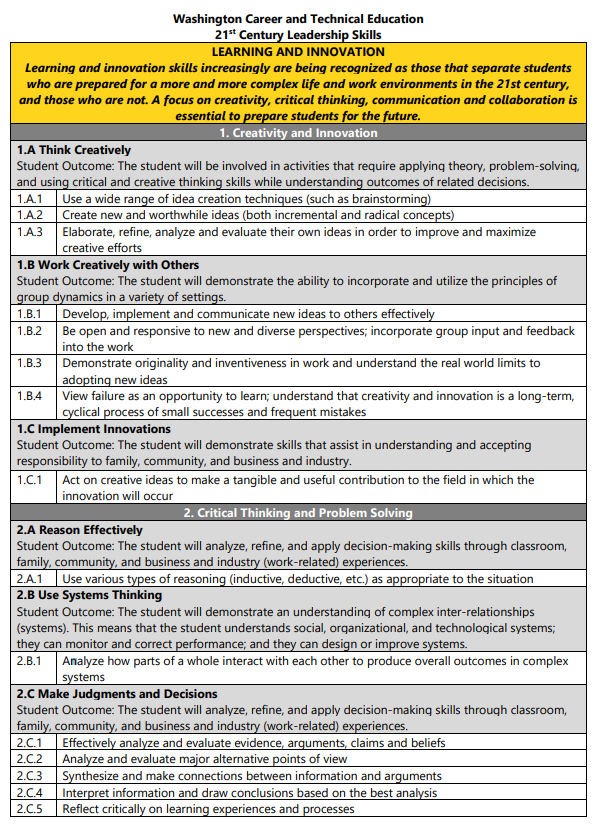 Washington Career and Technical Education
21st Century Leadership Skills
LEARNING AND INNOVATION
Learning and innovation skills increasingly are being recognized as those that separate students
who are prepared for a more and more complex life and work environments in the 21st century,
and those who are not. A focus on creativity, critical thinking, communication and collaboration is
essential to prepare students for the future.
1. Creativity and Innovation
1.A Think Creatively
Student Outcome: The student will be involved in activities that require applying theory, problem-solving,
and using critical and creative thinking skills while understanding outcomes of related decisions.
1.A.1 Use a wide range of idea creation techniques (such as brainstorming)
1.A.2 Create new and worthwhile ideas (both incremental and radical concepts)
1.A.3 Elaborate, refine, analyze and evaluate their own ideas in order to improve and maximize
creative efforts
1.B Work Creatively with Others
Student Outcome: The student will demonstrate the ability to incorporate and utilize the principles of
group dynamics in a variety of settings.
1.B.1 Develop, implement and communicate new ideas to others effectively
1.B.2 Be open and responsive to new and diverse perspectives; incorporate group input and feedback
into the work
1.B.3 Demonstrate originality and inventiveness in work and understand the real world limits to
adopting new ideas
1.B.4 View failure as an opportunity to learn; understand that creativity and innovation is a long-term,
cyclical process of small successes and frequent mistakes
1.C Implement Innovations
Student Outcome: The student will demonstrate skills that assist in understanding and accepting
responsibility to family, community, and business and industry.
1.C.1 Act on creative ideas to make a tangible and useful contribution to the field in which the
innovation will occur
2. Critical Thinking and Problem Solving
2.A Reason Effectively
Student Outcome: The student will analyze, refine, and apply decision-making skills through classroom,
family, community, and business and industry (work-related) experiences.
2.A.1 Use various types of reasoning (inductive, deductive, etc.) as appropriate to the situation
2.B Use Systems Thinking
Student Outcome: The student will demonstrate an understanding of complex inter-relationships
(systems). This means that the student understands social, organizational, and technological systems;
they can monitor and correct performance; and they can design or improve systems.
2.B.1 Analyze how parts of a whole interact with each other to produce overall outcomes in complex
systems
2.C Make Judgments and Decisions
Student Outcome: The student will analyze, refine, and apply decision-making skills through classroom,
family, community, and business and industry (work-related) experiences.
2.C.1 Effectively analyze and evaluate evidence, arguments, claims and beliefs
2.C.2 Analyze and evaluate major alternative points of view
2.C.3 Synthesize and make connections between information and arguments
2.C.4 Interpret information and draw conclusions based on the best analysis
2.C.5 Reflect critically on learning experiences and processes